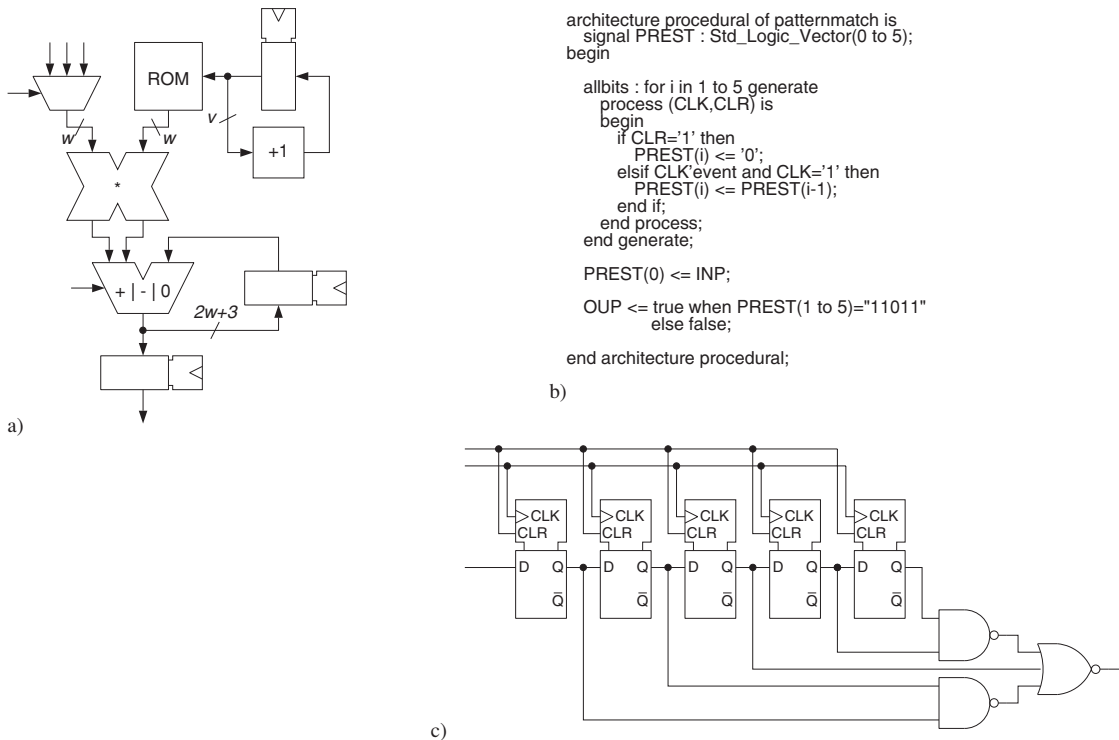 ROM
v
w
w
+1
*
+ | - | 0
2w+3
a)
architecture procedural of patternmatch is
signal PREST : Std_Logic_Vector(0 to 5);
begin
allbits : for i in 1 to 5 generate
process (CLK,CLR) is
begin
if CLR='1' then
PREST(i) <= '0';
elsif CLK'event and CLK='1' then
PREST(i) <= PREST(i-1);
end if;
end process;
end generate;
PREST(0) <= INP;
OUP <= true when PREST(1 to 5)="11011"
else false;
end architecture procedural;
b)
CLK
CLR
D Q
Q̅
CLK
CLR
D Q
Q̅
CLK
CLR
D Q
Q̅
CLK
CLR
D Q
Q̅
CLK
CLR
D Q
Q̅
c)